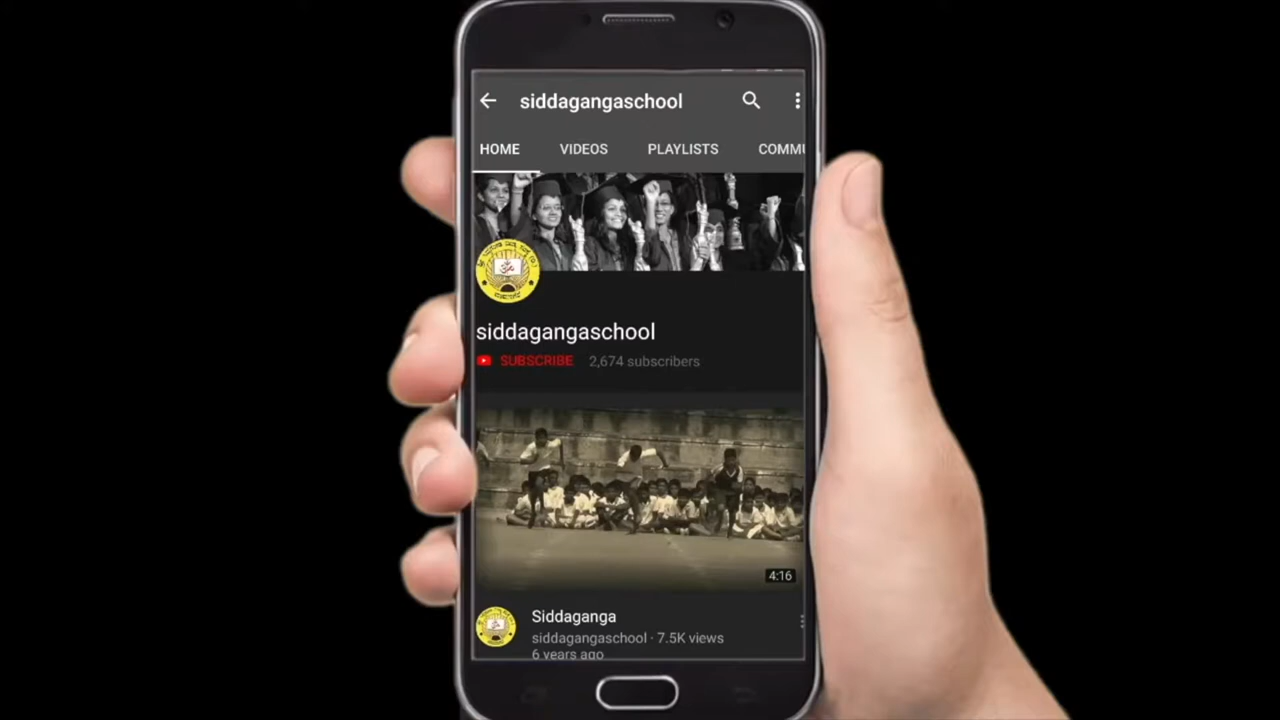 siddagangaschool
HOME VIDEOS PLAYLISTS COMMU
siddagangaschool
SUBSCRIBE 2,674 subscribers
4:16
Siddaganga
siddagangaschool · 7.5K views
6 years ago